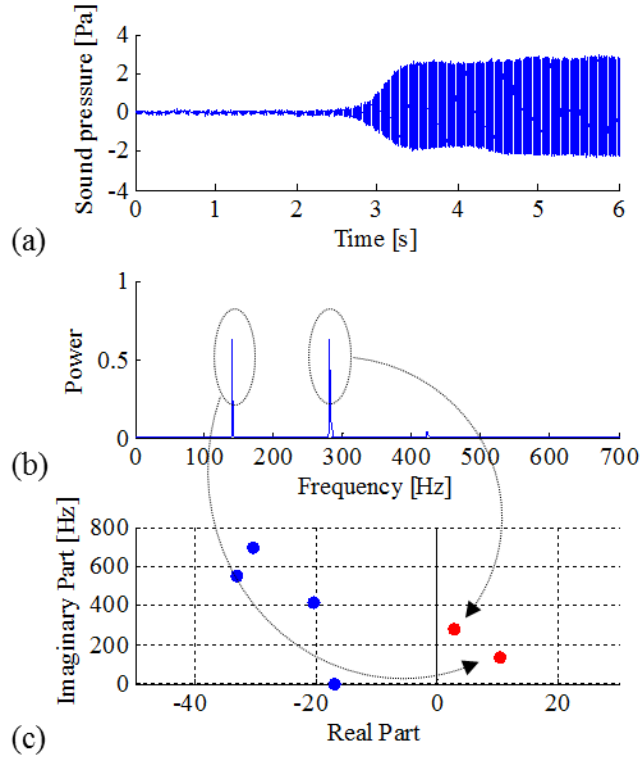 Sound pressure [Pa]
4
2
0
-2
-4
0 1 2 3 4 5 6
Time [s]
(a)
Power
1
0.5
0
0 100 200 300 400 500 600 700
Frequency [Hz]
(b)
Imaginary Part [Hz]
800
600
400
200
0
-40 -20 0 20
Real Part
(c)